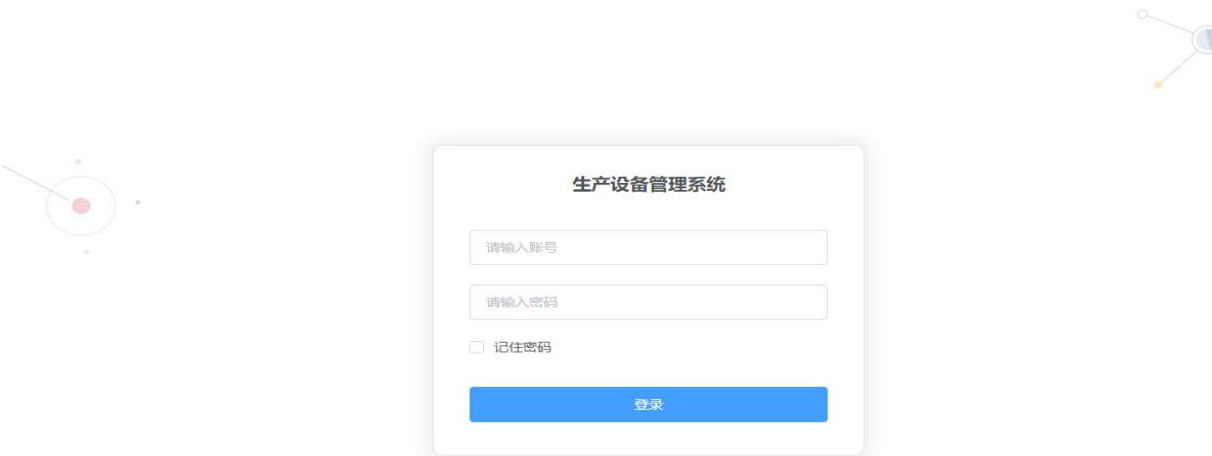 生产设备管理系统
请输入账号
请输入密码
记住密码
登录